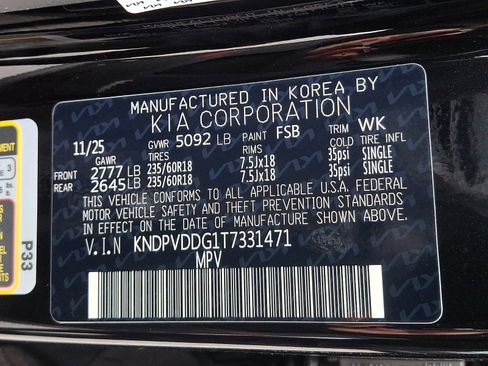 MANUFACTURED IN KOREA BY
KIA CORPORATION
11/25 GVWR 5092 LB PAINT FSB TRIM WK
GAWR TIRES RIMS COLD TIRE INFL
FRONT 2777 LB 235/60R18 7.5Jx18 35psi SINGLE
REAR 2645 LB 235/60R18 7.5Jx18 35psi SINGLE
THIS VEHICLE CONFORMS TO ALL APPLICABLE U.S.A. FEDERAL
MOTOR VEHICLE SAFETY AND THEFT PREVENTION STANDARDS
IN EFFECT ON THE DATE OF MANUFACTURE SHOWN ABOVE.
V.I.N KNDPVDDG1T7331471
MPV
P33